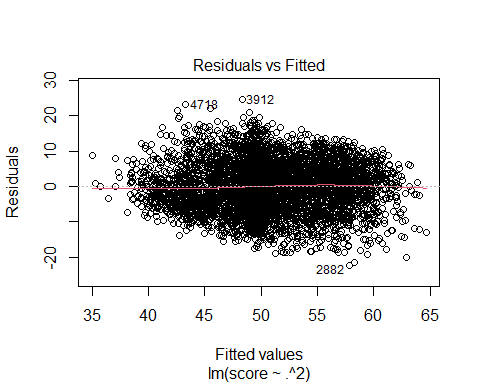 Residuals vs Fitted
30
20
10
0
-20
Residuals
4718
3912
2882
35 40 45 50 55 60 65
Fitted values
lm(score ~ .^2)